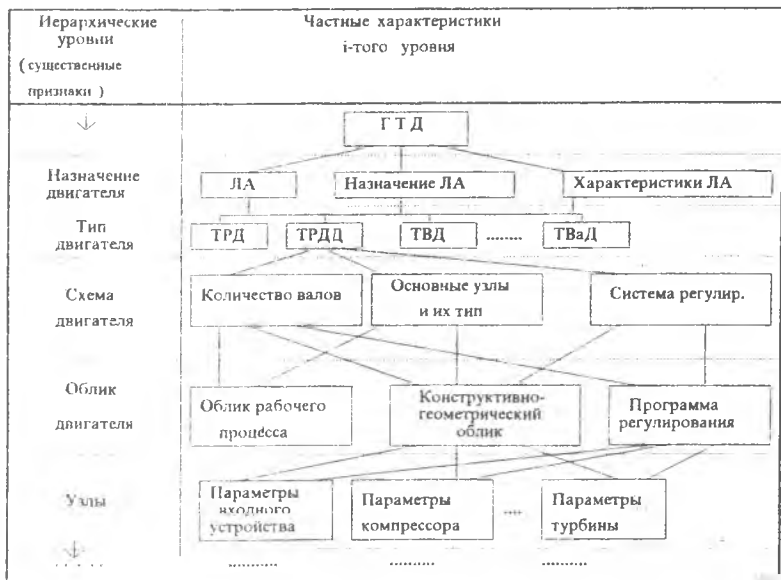 Иерархические
уровни
( существенные
признаки )
Частные характеристики
i-того уровня
Г Т Д
Назначение
двигателя
ЛА
Назначение ЛА
Характеристики ЛА
Тип
двигателя
ТРД
ТРДД
ТВД
........
ТВаД
Схема
двигателя
Количество валов
Основные узлы
и их тип
Система регулир.
Облик
двигателя
Облик рабочего
процесса
Конструктивно-
геометрический
облик
Программа
регулирования
Узлы
Параметры
входного
устройства
Параметры
компрессора
....
Параметры
турбины
.......
.........
.........
.........